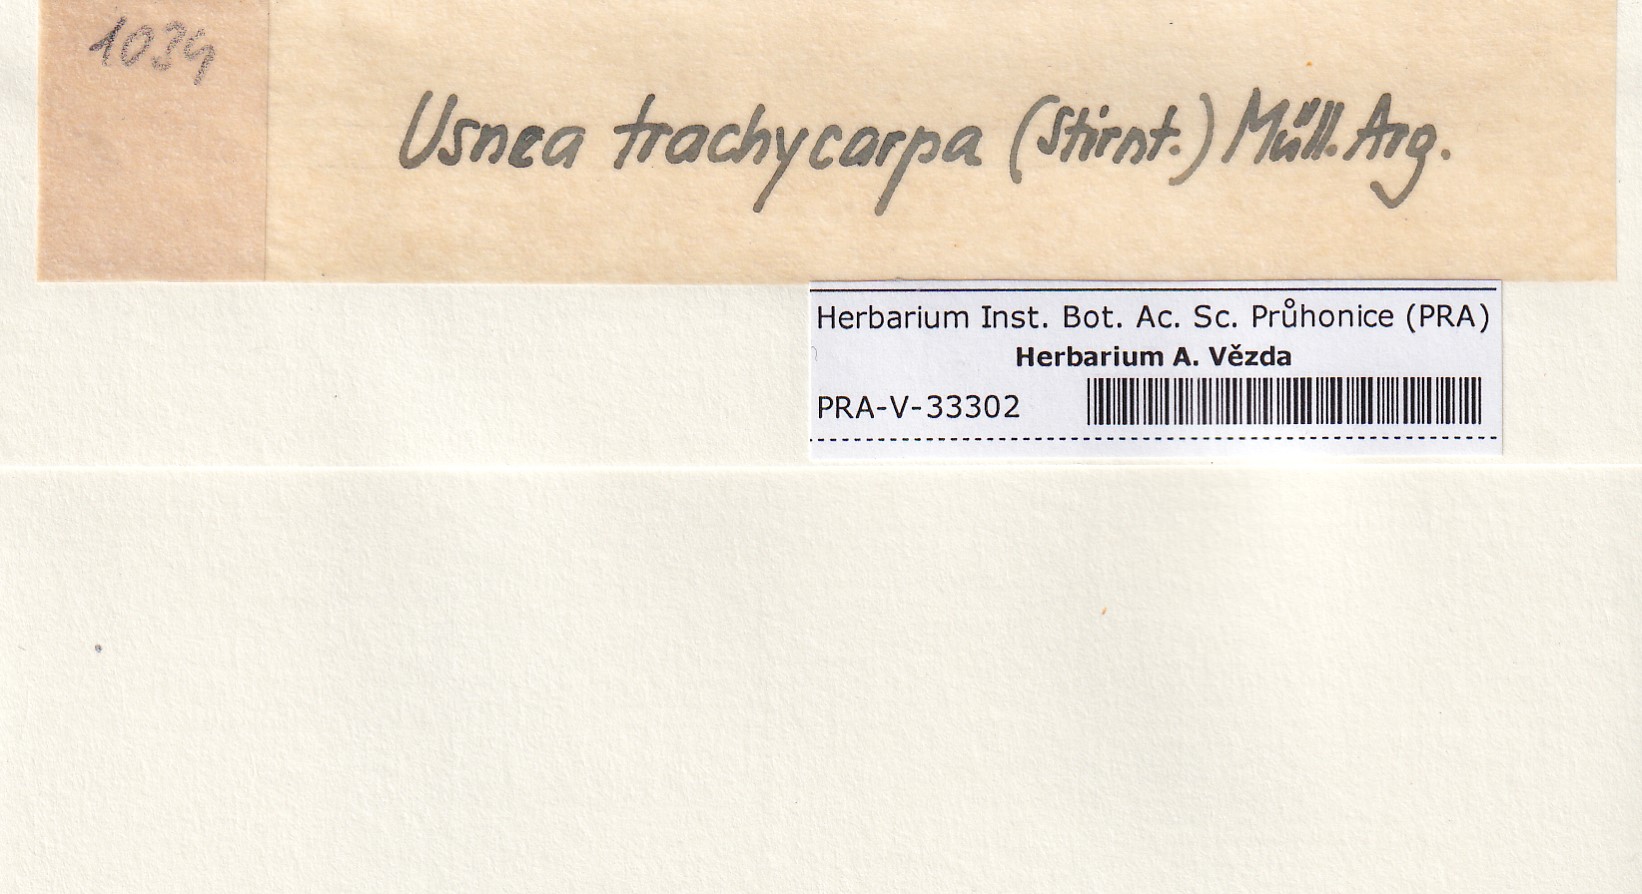 1034
Usnea trachycarpa (Stirnt.) Müll. Arg.
Herbarium Inst. Bot. Ac. Sc. Průhonice (PRA)
Herbarium A. Vězda
PRA-V-33302